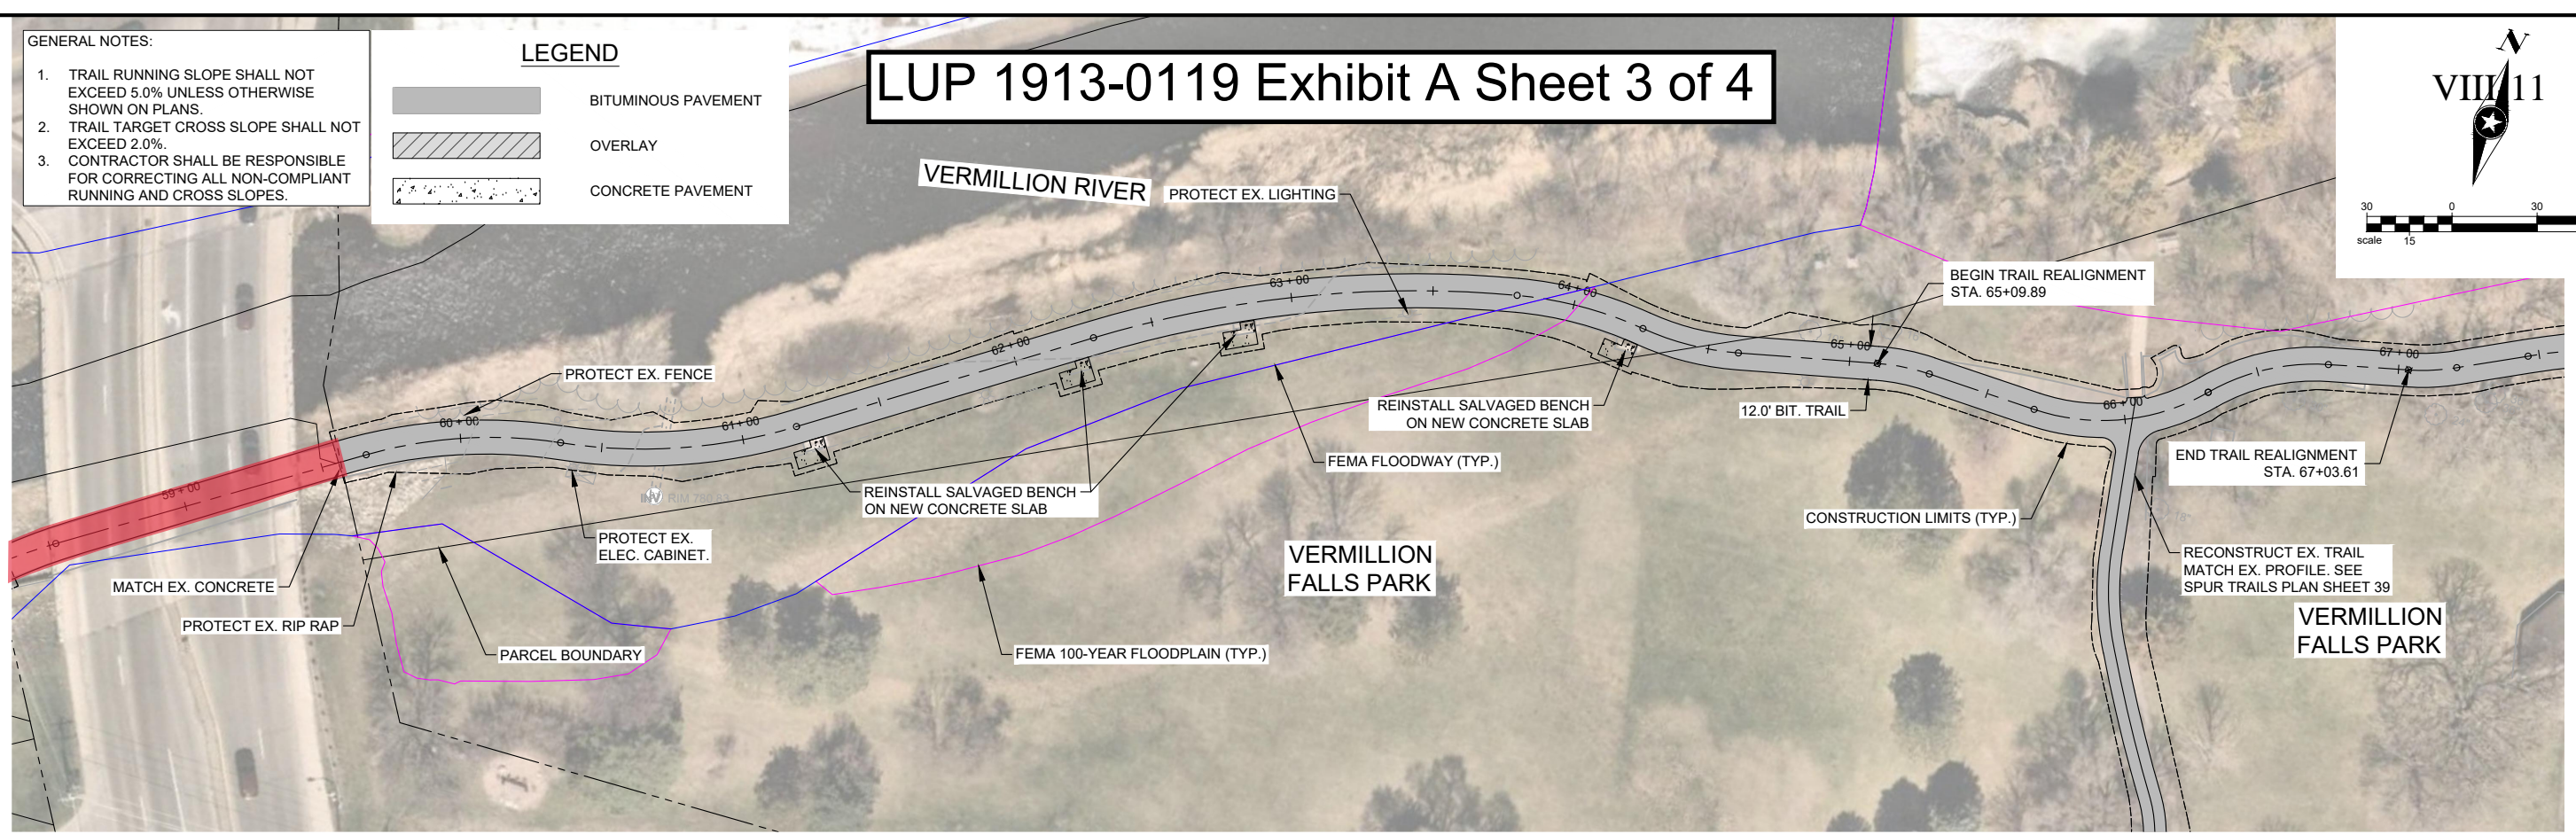 GENERAL NOTES:
1. TRAIL RUNNING SLOPE SHALL NOT
EXCEED 5.0% UNLESS OTHERWISE
SHOWN ON PLANS.
2. TRAIL TARGET CROSS SLOPE SHALL NOT
EXCEED 2.0%.
3. CONTRACTOR SHALL BE RESPONSIBLE
FOR CORRECTING ALL NON-COMPLIANT
RUNNING AND CROSS SLOPES.
LEGEND
BITUMINOUS PAVEMENT
OVERLAY
CONCRETE PAVEMENT
LUP 1913-0119 Exhibit A Sheet 3 of 4
N
VIII 11
30 0 30
scale 15
VERMILLION RIVER
PROTECT EX. LIGHTING
BEGIN TRAIL REALIGNMENT
STA. 65+09.89
63+00
64+00
62+00
65+00
67+00
PROTECT EX. FENCE
60+00
61+00
66+00
REINSTALL SALVAGED BENCH
ON NEW CONCRETE SLAB
12.0' BIT. TRAIL
END TRAIL REALIGNMENT
STA. 67+03.61
FEMA FLOODWAY (TYP.)
59+00
INV
REINSTALL SALVAGED BENCH
ON NEW CONCRETE SLAB
CONSTRUCTION LIMITS (TYP.)
PROTECT EX.
ELEC. CABINET.
VERMILLION
FALLS PARK
RECONSTRUCT EX. TRAIL
MATCH EX. PROFILE. SEE
SPUR TRAILS PLAN SHEET 39
MATCH EX. CONCRETE
PROTECT EX. RIP RAP
VERMILLION
FALLS PARK
PARCEL BOUNDARY
FEMA 100-YEAR FLOODPLAIN (TYP.)